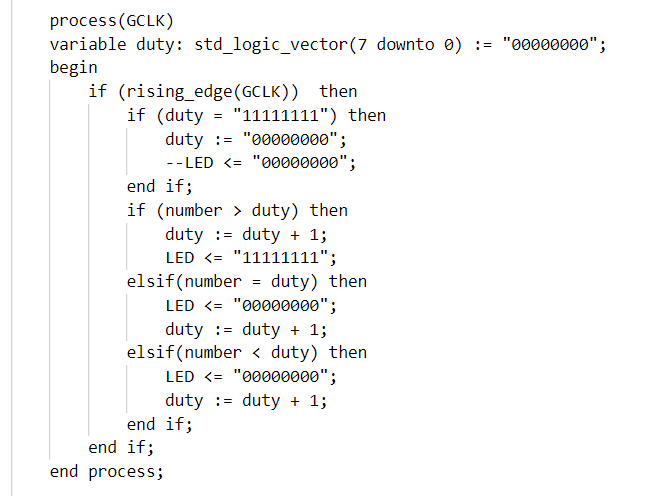 process(GCLK)
variable duty: std_logic_vector(7 downto 0) := "00000000";
begin
if (rising_edge(GCLK))  then
if (duty = "11111111") then
duty := "00000000";
--LED <= "00000000";
end if;
if (number > duty) then
duty := duty + 1;
LED <= "11111111";
elsif(number = duty) then
LED <= "00000000";
duty := duty + 1;
elsif(number < duty) then
LED <= "00000000";
duty := duty + 1;
end if;
end if;
end process;